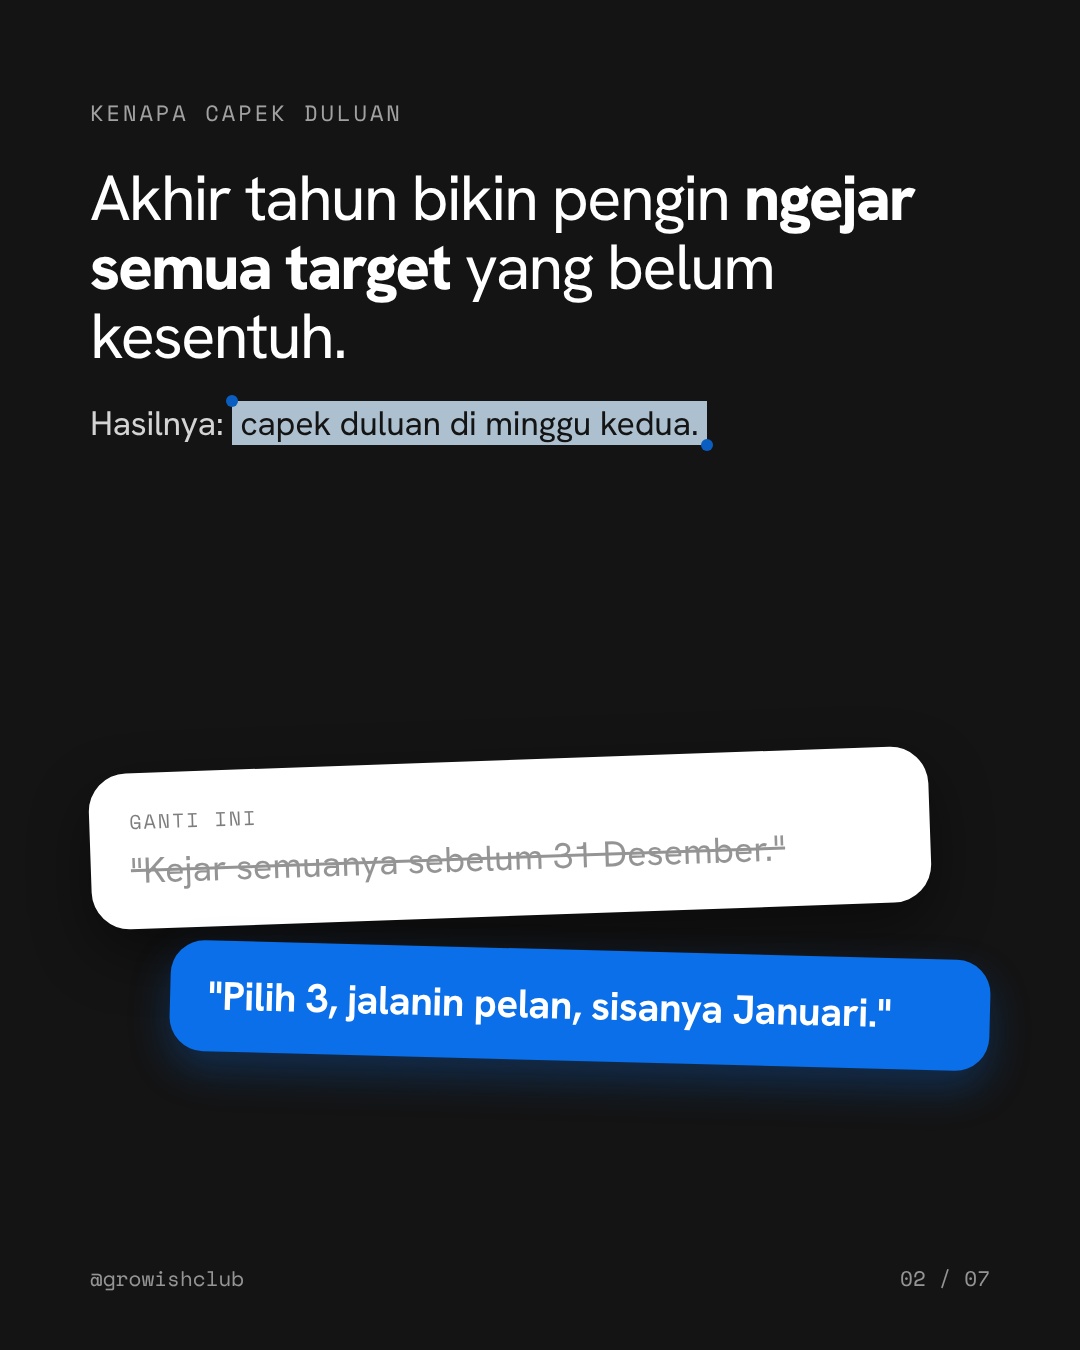 KENAPA CAPEK DULUAN
Akhir tahun bikin pengin ngejar
semua target yang belum
kesentuh.
Hasilnya: capek duluan di minggu kedua.
GANTI INI
"Kejar semuanya sebelum 31 Desember."
"Pilih 3, jalanin pelan, sisanya Januari."
@growishclub
02 / 07